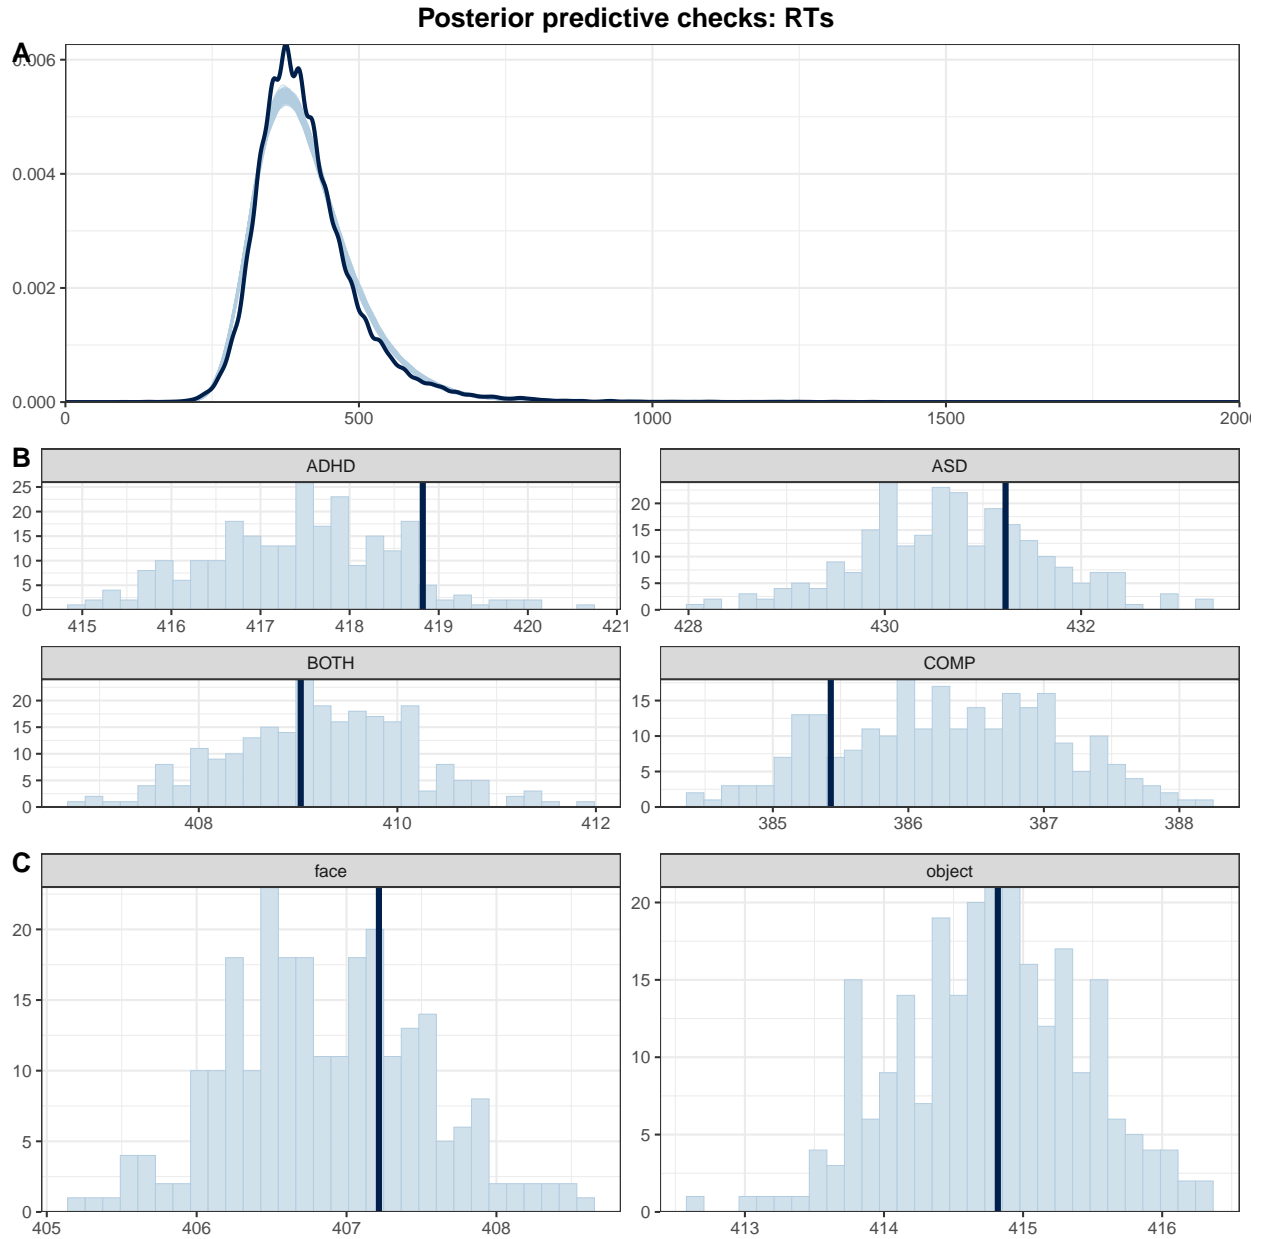 Posterior predictive checks: RTs
A
0.006
0.004
0.002
0.000
0 500 1000 1500 2000
B
ADHD ASD
25
20
15
10
5
0
20
15
10
5
0
415 416 417 418 419 420 421
428 430 432
BOTH COMP
20
15
10
5
0
15
10
5
0
408 410 412
385 386 387 388
C
face object
20
15
10
5
0
20
15
10
5
0
405 406 407 408
413 414 415 416